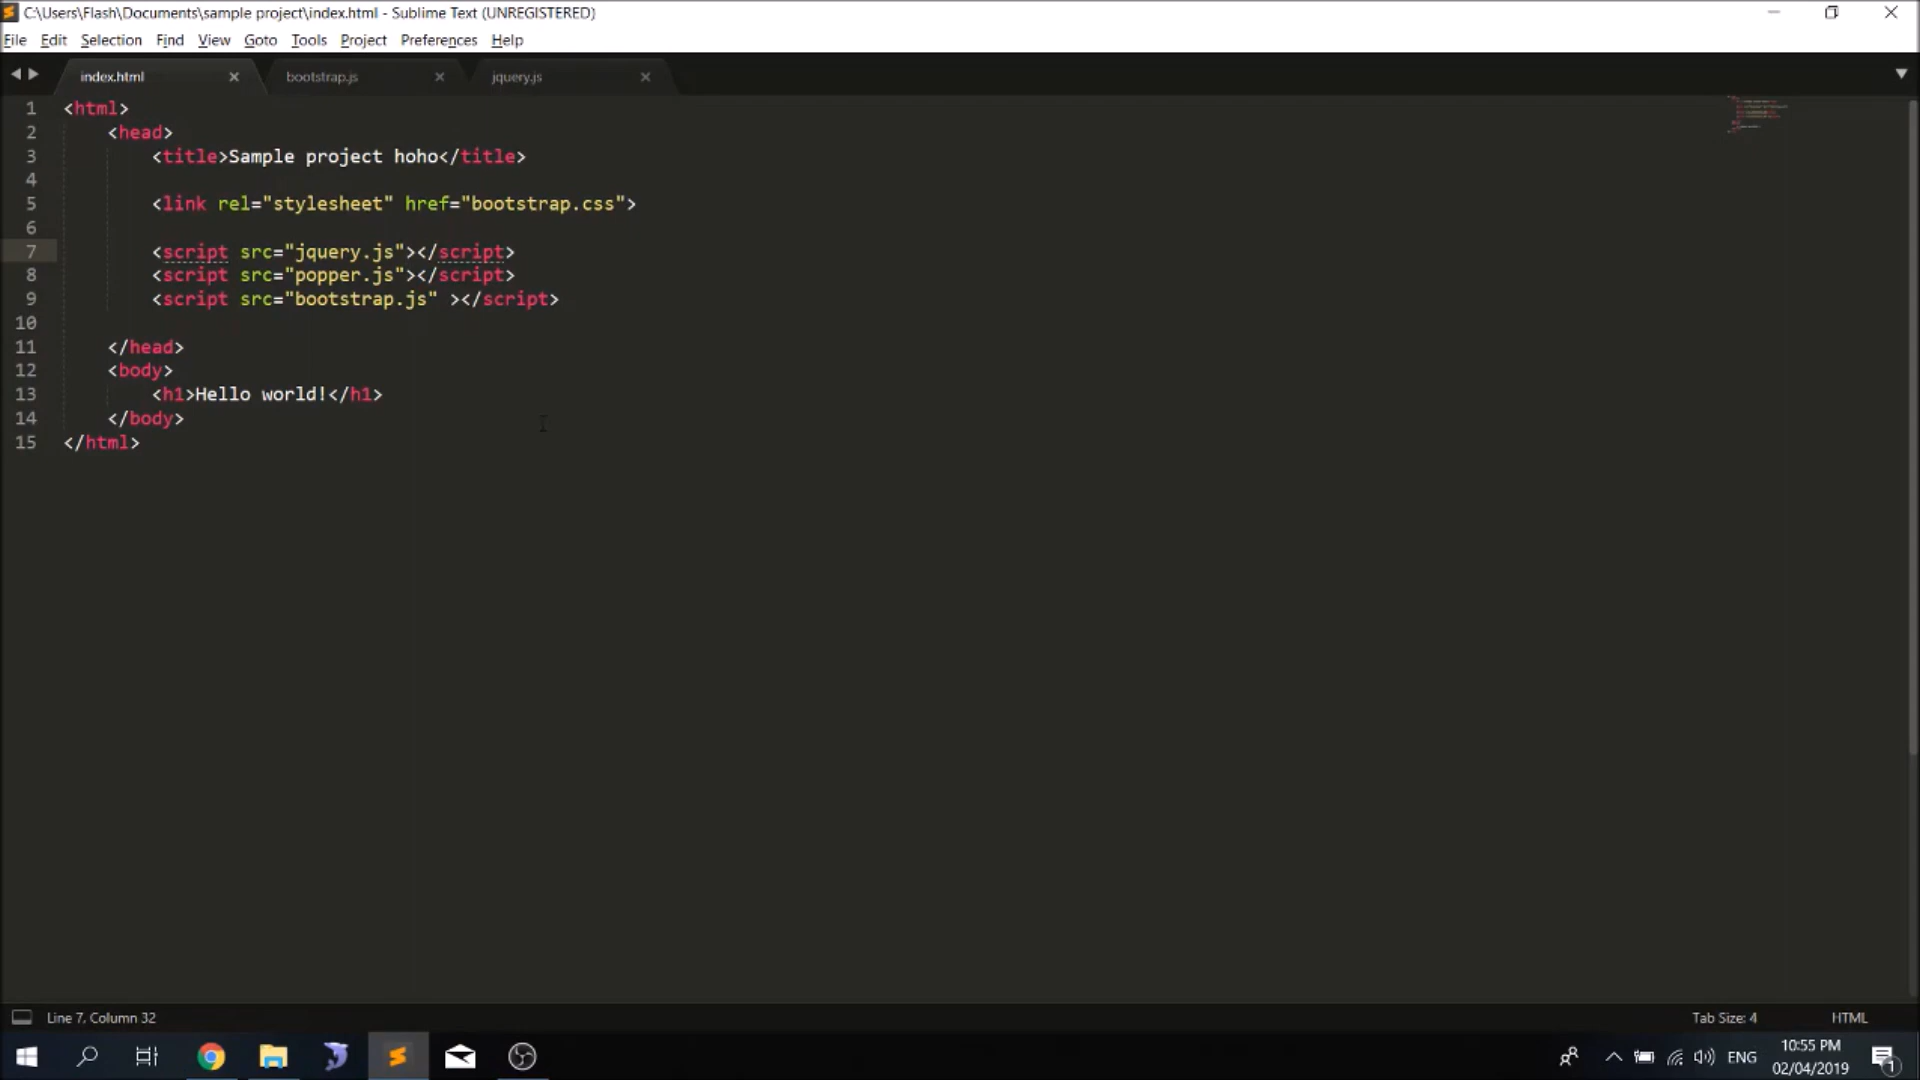 C:\Users\Flash\Documents\sample project\index.html - Sublime Text (UNREGISTERED)
File Edit Selection Find View Goto Tools Project Preferences Help
index.html bootstrap.js jquery.js
1 <html>
2 <head>
3 <title>Sample project hoho</title>
4
5 <link rel="stylesheet" href="bootstrap.css">
6
7 <script src="jquery.js"></script>
8 <script src="popper.js"></script>
9 <script src="bootstrap.js" ></script>
10
11 </head>
12 <body>
13 <h1>Hello world!</h1>
14 </body>
15 </html>
Line 7, Column 32 Tab Size: 4 HTML
ENG 10:55 PM
02/04/2019 1